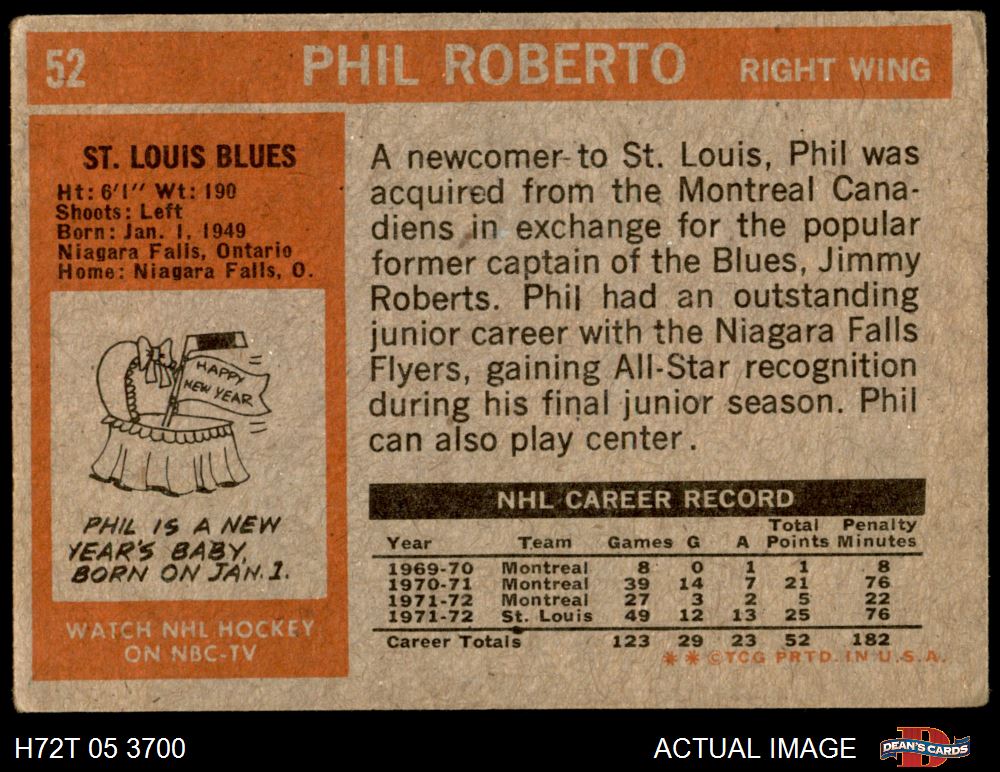 52
PHIL ROBERTO
RIGHT WING
ST. LOUIS BLUES
Ht: 6'1" Wt: 190
Shoots: Left
Born: Jan. 1, 1949
Niagara Falls, Ontario
Home: Niagara Falls, O.
HAPPY
NEW YEAR
PHIL IS A NEW
YEAR'S BABY,
BORN ON JAN. 1.
WATCH NHL HOCKEY
ON NBC-TV
A newcomer to St. Louis, Phil was
acquired from the Montreal Cana-
diens in exchange for the popular
former captain of the Blues, Jimmy
Roberts. Phil had an outstanding
junior career with the Niagara Falls
Flyers, gaining All-Star recognition
during his final junior season. Phil
can also play center.
NHL CAREER RECORD
Year Team Games G A Total Points Penalty Minutes
1969-70 Montreal 8 0 1 1 8
1970-71 Montreal 39 14 7 21 76
1971-72 Montreal 27 3 2 5 22
1971-72 St. Louis 49 12 13 25 76
Career Totals 123 29 23 52 182
* * ©TCG PRTD. IN U.S.A.
H72T 05 3700
ACTUAL IMAGE
D
DEAN'S CARDS